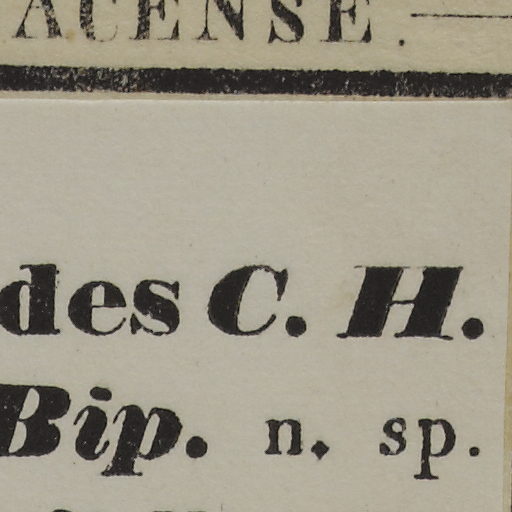 ACENSE.—
des C. H.
Bip. n. sp.